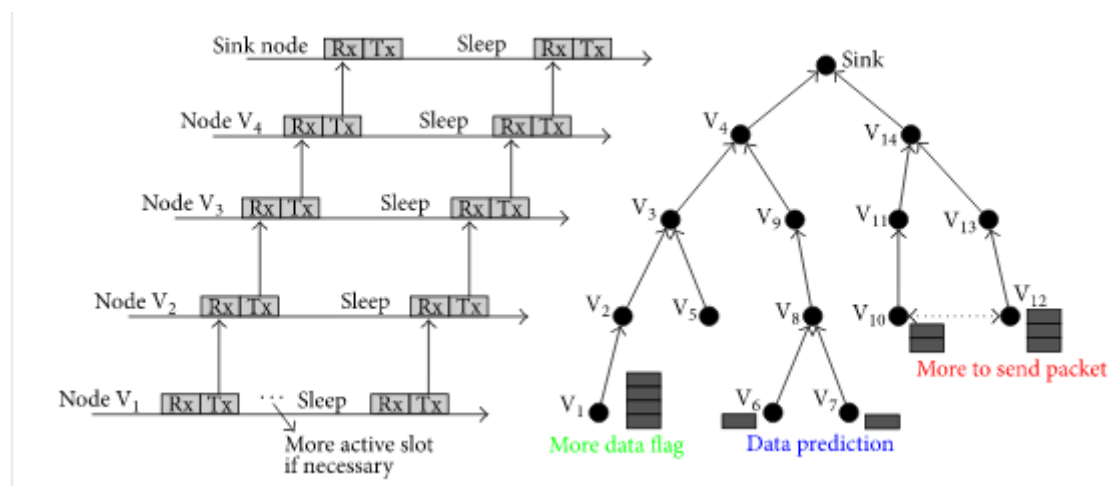 Sink node Rx Tx Sleep Rx Tx
Node V4 Rx Tx Sleep Rx Tx
Node V3 Rx Tx Sleep Rx Tx
Node V2 Rx Tx Sleep Rx Tx
Node V1 Rx Tx ... Sleep Rx Tx
More active slot
if necessary
Sink
V4 V14
V3 V9 V11 V13
V2 V5 V8 V10 V12
More to send packet
V1 V6 V7
More data flag Data prediction